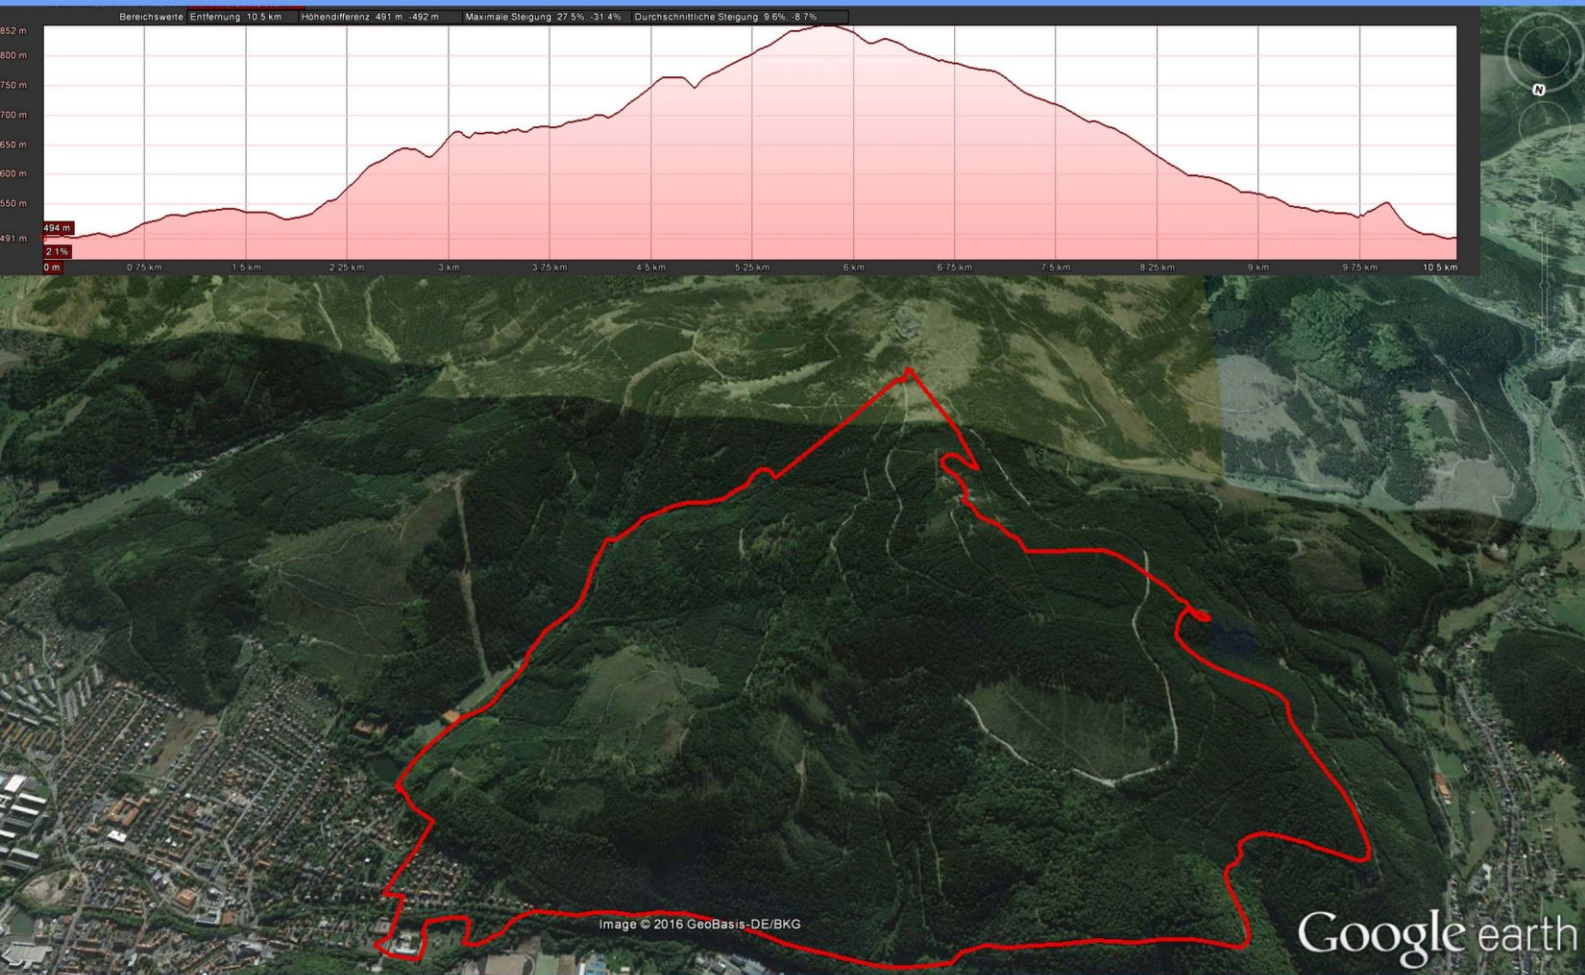 Bereichswerte Entfernung 10 5 km Höhendifferenz 491 m, -492 m Maximale Steigung 27 5%, -31 4% Durchschnittliche Steigung 9 6%, -8 7%
852 m
800 m
750 m
700 m
650 m
600 m
550 m
494 m
491 m
2.1%
0 m 0 75 km 1 5 km 2 25 km 3 km 3 75 km 4 5 km 5 25 km 6 km 6 75 km 7 5 km 8 25 km 9 km 9 75 km 10 5 km
N
Image © 2016 GeoBasis-DE/BKG
Google earth